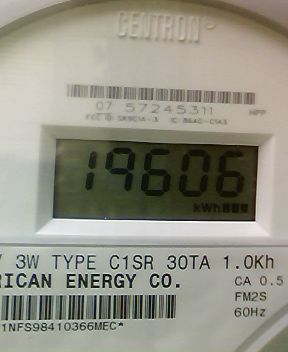 CENTRON
07 57245311
HPP
19606
kWh
V 3W TYPE C1SR 30TA 1.0Kh
RICAN ENERGY CO.
CA 0.5
FM2S
60Hz
1NFS98410366MEC*